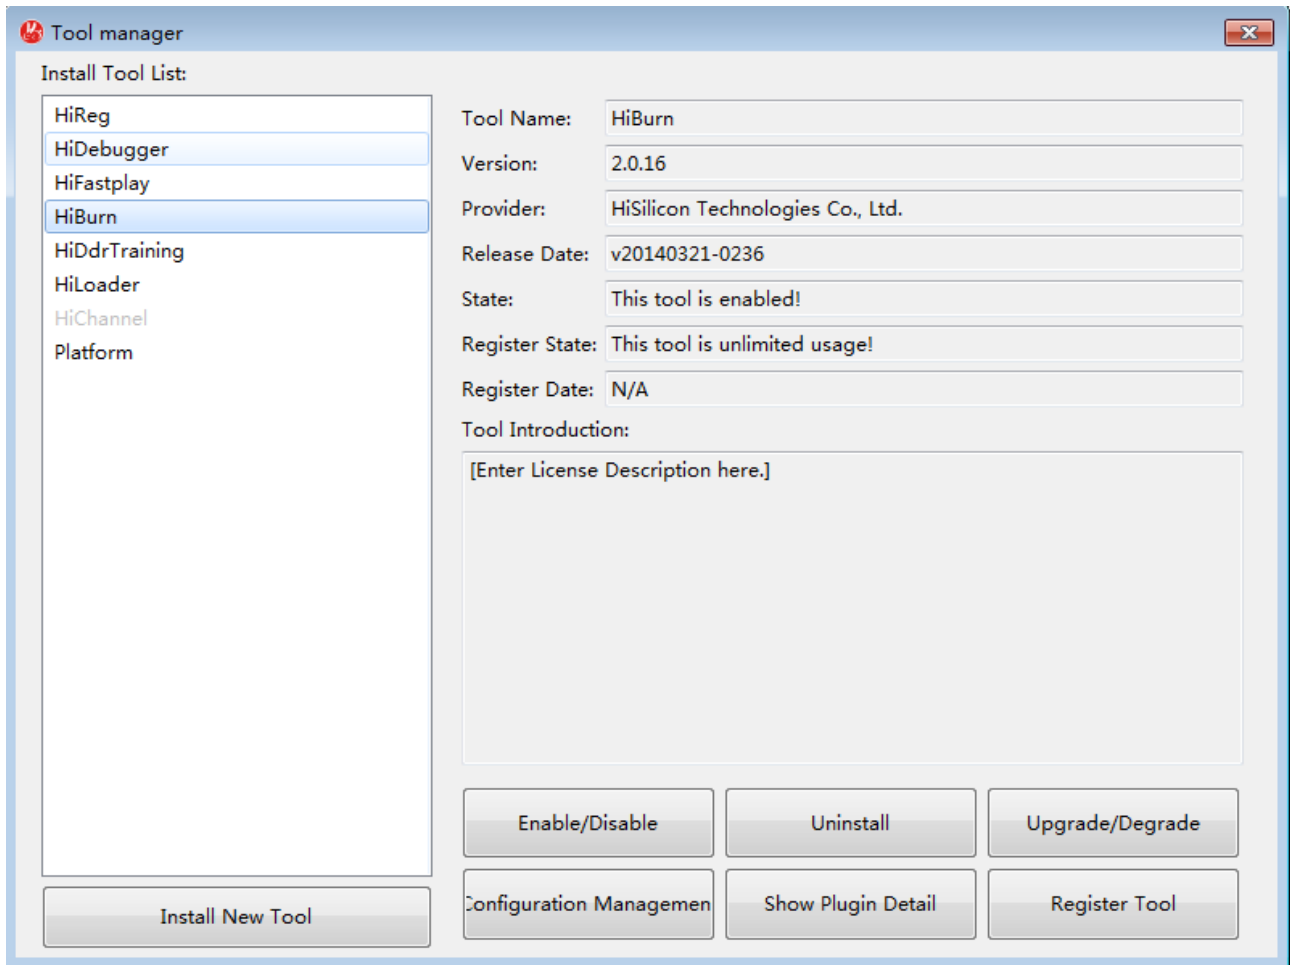 Tool manager
Install Tool List:
HiReg
HiDebugger
HiFastplay
HiBurn
HiDdrTraining
HiLoader
HiChannel
Platform
Install New Tool
Tool Name: HiBurn
Version: 2.0.16
Provider: HiSilicon Technologies Co., Ltd.
Release Date: v20140321-0236
State: This tool is enabled!
Register State: This tool is unlimited usage!
Register Date: N/A
Tool Introduction:
[Enter License Description here.]
Enable/Disable
Uninstall
Upgrade/Degrade
Configuration Managemen
Show Plugin Detail
Register Tool